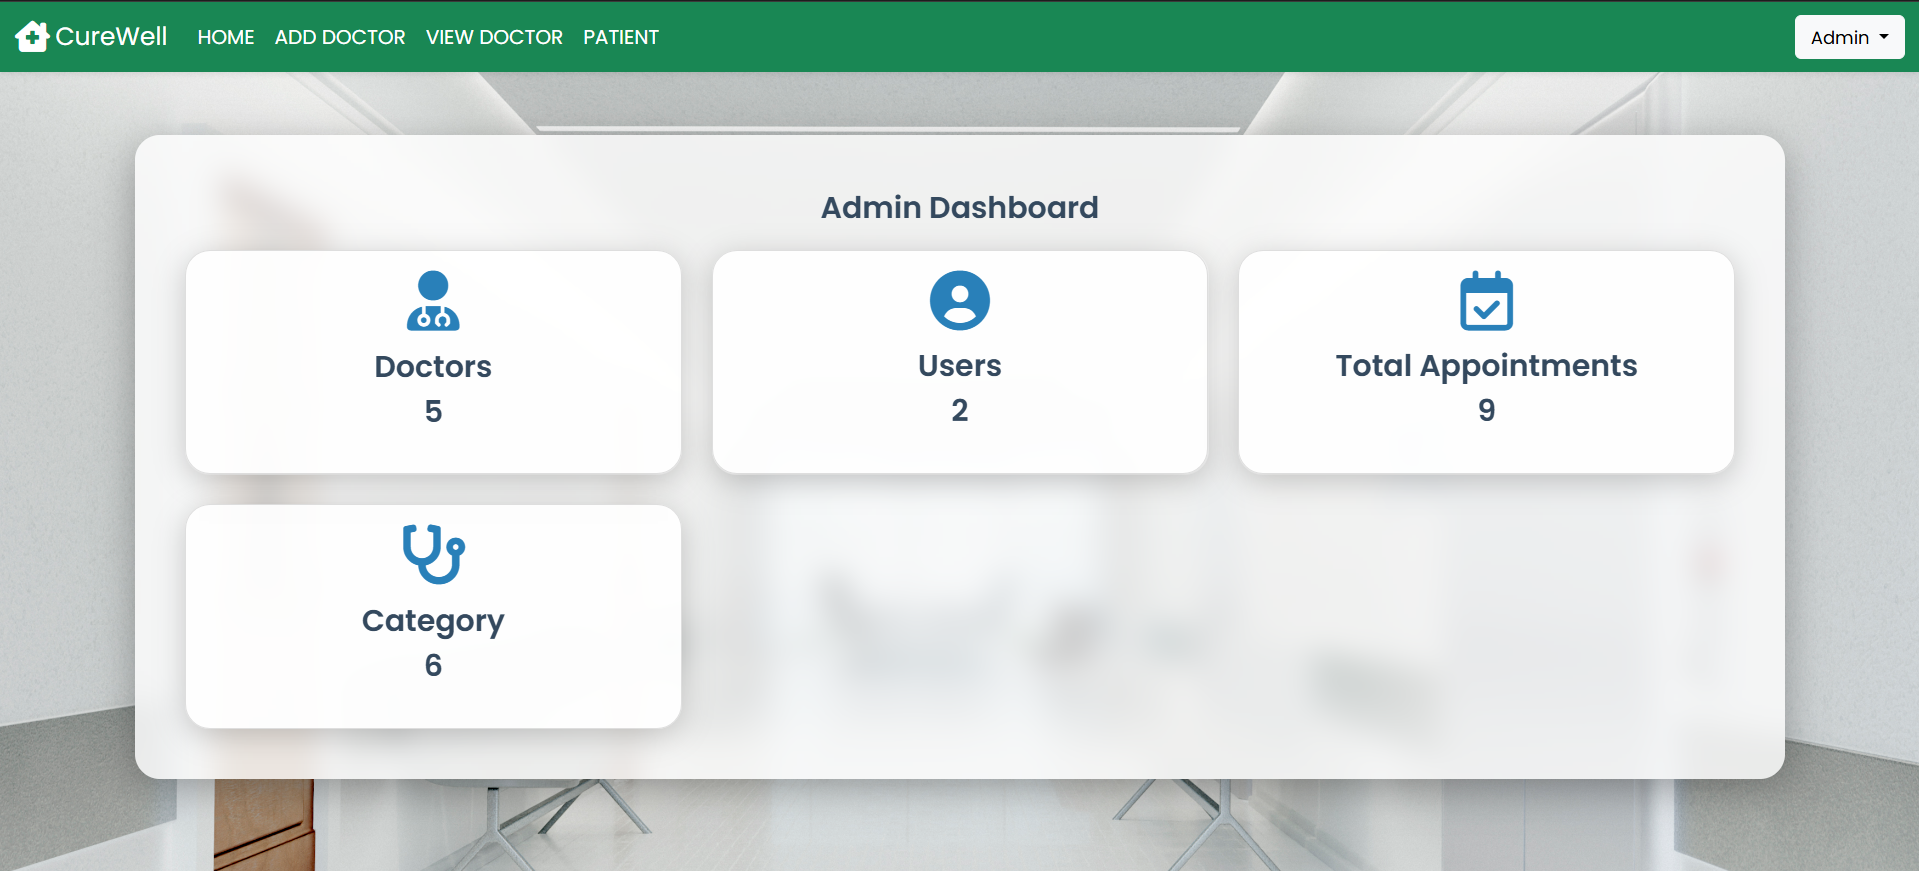 CureWell HOME ADD DOCTOR VIEW DOCTOR PATIENT Admin
Admin Dashboard
Doctors
5
Users
2
Total Appointments
9
Category
6